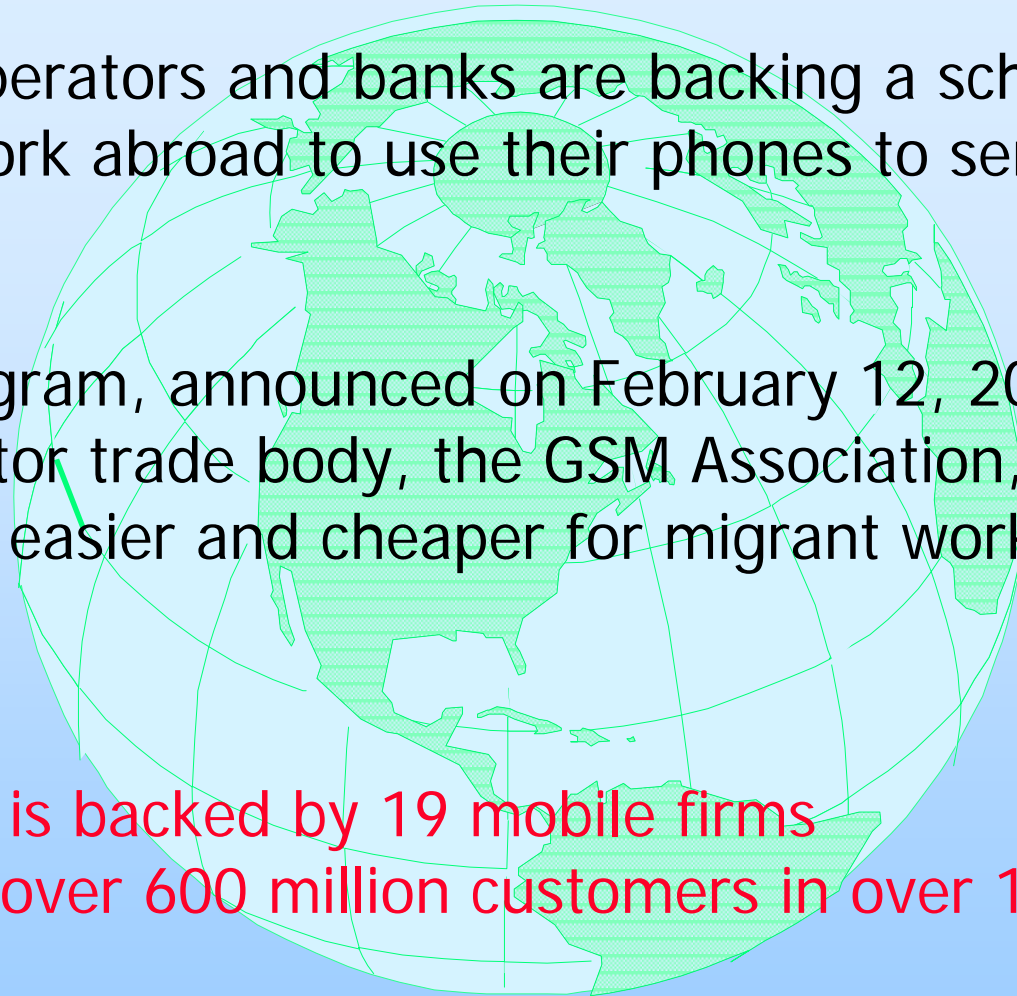 perators and banks are backing a sch
ork abroad to use their phones to se
gram, announced on February 12, 20
tor trade body, the GSM Association,
easier and cheaper for migrant work
is backed by 19 mobile firms
over 600 million customers in over 1